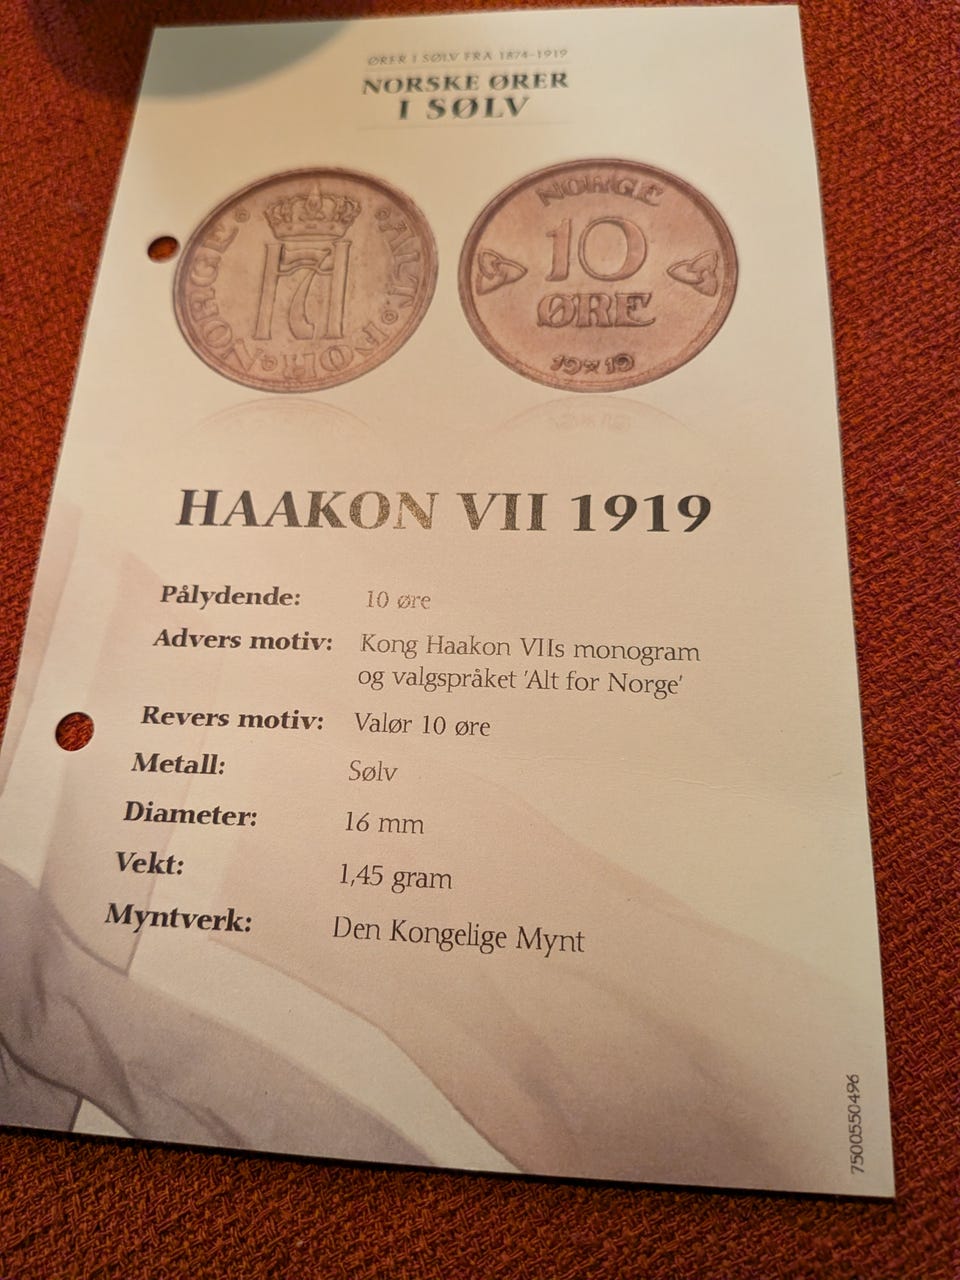 ØRER I SØLV FRA 1874-1919
NORSKE ØRER
I SØLV
NORGE ALT FOR
H7
NORGE
10
ØRE
19 19
HAAKON VII 1919
Pålydende: 10 øre
Advers motiv: Kong Haakon VIIs monogram
og valgspråket 'Alt for Norge'
Revers motiv: Valør 10 øre
Metall: Sølv
Diameter: 16 mm
Vekt: 1,45 gram
Myntverk: Den Kongelige Mynt
7500550496